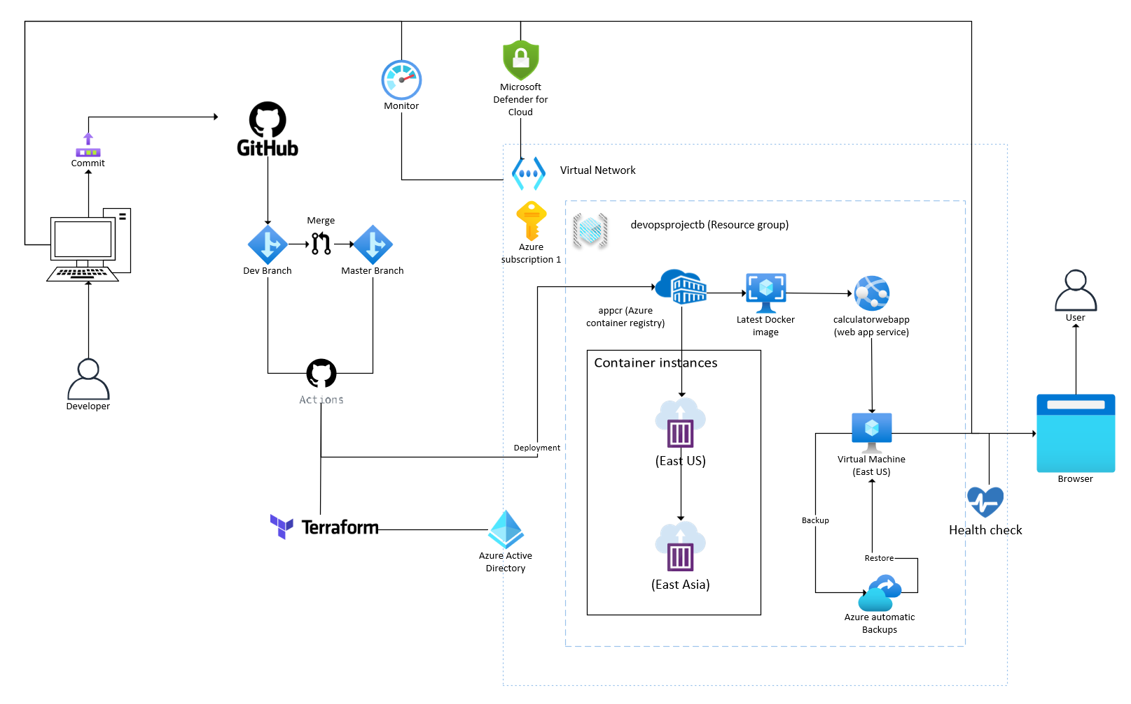 Monitor
Microsoft
Defender for
Cloud
GitHub
Commit
Virtual Network
Merge
Dev Branch
Master Branch
Azure
subscription 1
devopsprojectb (Resource group)
appcr (Azure
container registry)
Latest Docker
image
calculatorwebapp
(web app service)
User
Container instances
Developer
Actions
Deployment
(East US)
Virtual Machine
(East US)
Browser
Backup
Health check
Terraform
Azure Active
Directory
Restore
(East Asia)
Azure automatic
Backups